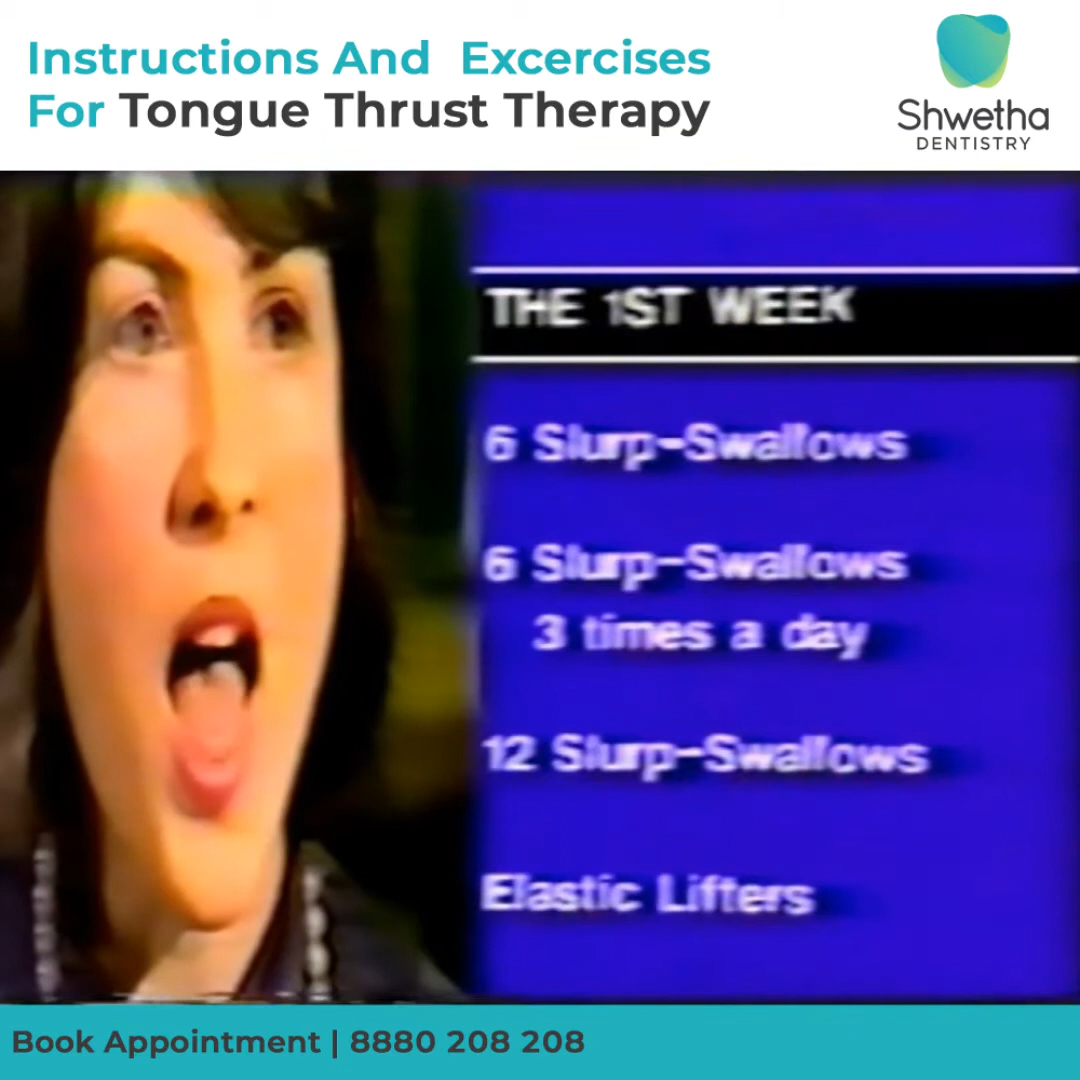 Instructions And Excercises
For Tongue Thrust Therapy
Shwetha
DENTISTRY
THE 1ST WEEK
6 Slurp-Swallows
6 Slurp-Swallows
3 times a day
12 Slurp-Swallows
Elastic Lifters
Book Appointment | 8880 208 208